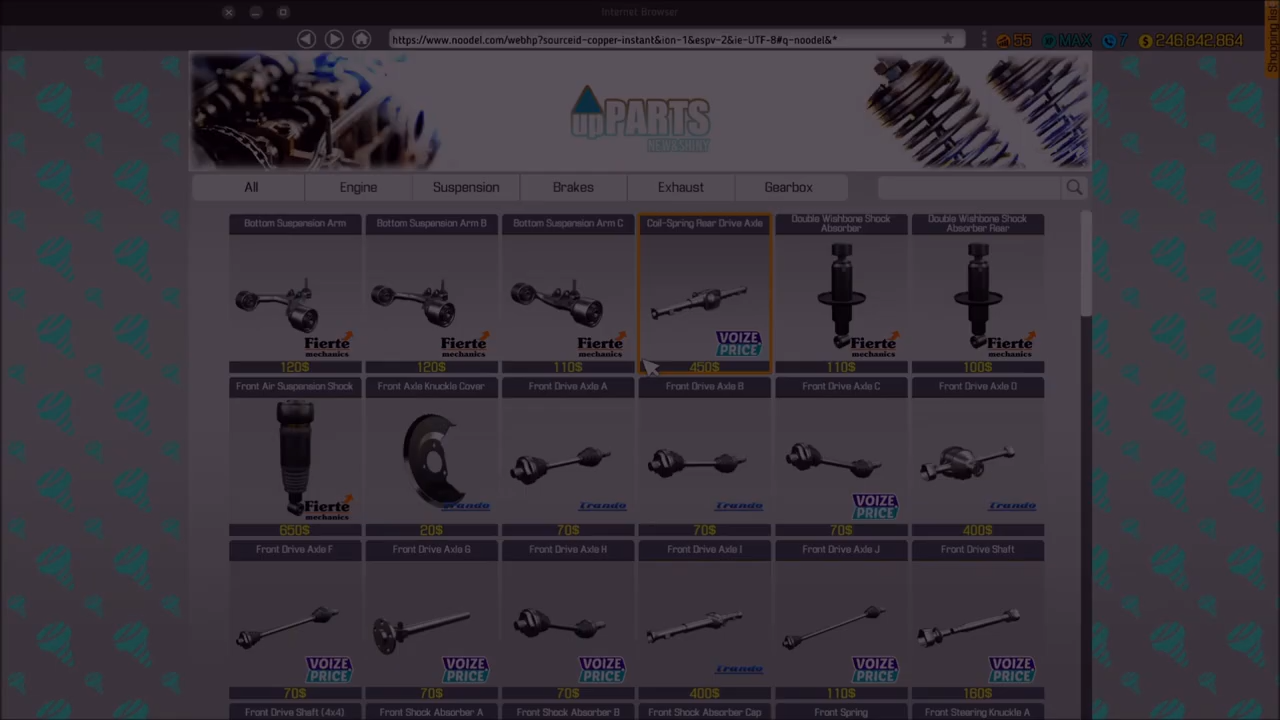 Internet Browser
https://www.noodel.com/webhp?sourceid-copper-instant&ion-1&espv-2&ie-UTF-8#q-noodel&*
55 MAX 7 $ 246,842,864
Shopping list
upPARTS
NEW&SHINY
All Engine Suspension Brakes Exhaust Gearbox
Bottom Suspension Arm
Fierte
mechanics
120$
Bottom Suspension Arm B
Fierte
mechanics
120$
Bottom Suspension Arm C
Fierte
mechanics
110$
Coil-Spring Rear Drive Axle
VOIZE
PRICE
450$
Double Wishbone Shock
Absorber
Fierte
mechanics
110$
Double Wishbone Shock
Absorber Rear
Fierte
mechanics
100$
Front Air Suspension Shock
Fierte
mechanics
650$
Front Axle Knuckle Cover
Trando
20$
Front Drive Axle A
Trando
70$
Front Drive Axle B
Trando
70$
Front Drive Axle C
VOIZE
PRICE
70$
Front Drive Axle D
Trando
400$
Front Drive Axle F
VOIZE
PRICE
70$
Front Drive Axle G
VOIZE
PRICE
70$
Front Drive Axle H
VOIZE
PRICE
70$
Front Drive Axle I
Trando
400$
Front Drive Axle J
VOIZE
PRICE
110$
Front Drive Shaft
VOIZE
PRICE
160$
Front Drive Shaft (4x4)
Front Shock Absorber A
Front Shock Absorber B
Front Shock Absorber Cap
Front Spring
Front Steering Knuckle A